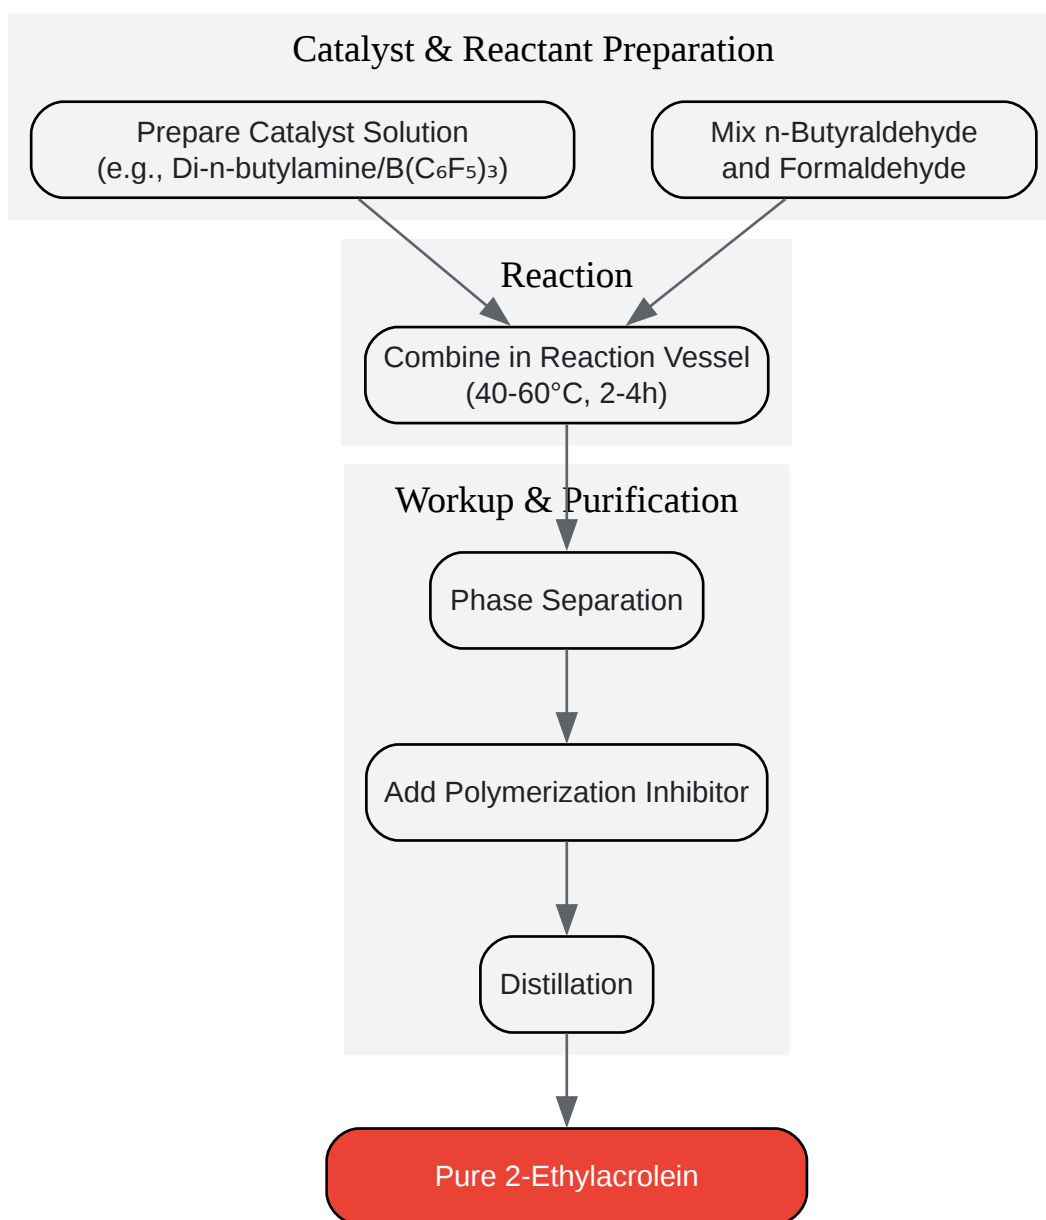 Catalyst & Reactant Preparation
Prepare Catalyst Solution
(e.g., Di-n-butylamine/B(C₆F₅)₃)
Mix n-Butyraldehyde
and Formaldehyde
Reaction
Combine in Reaction Vessel
(40-60°C, 2-4h)
Workup & Purification
Phase Separation
Add Polymerization Inhibitor
Distillation
Pure 2-Ethylacrolein